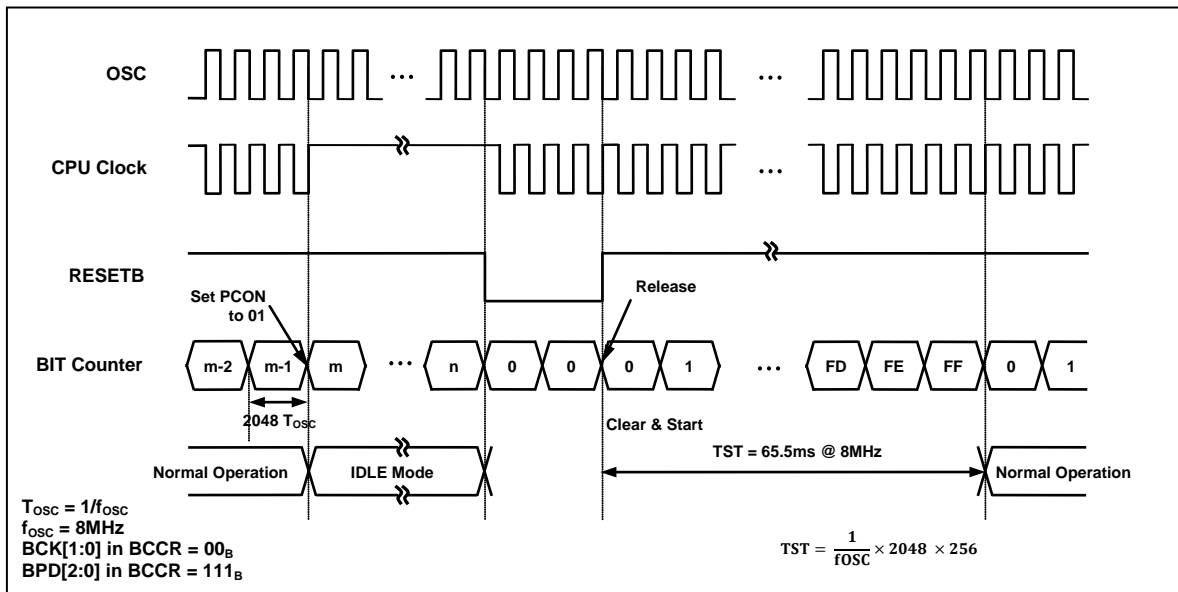 OSC
...
...
CPU Clock
...
RESETB
Set PCON
to 01
Release
BIT Counter
m-2
m-1
m
...
n
0
0
0
1
...
FD
FE
FF
0
1
2048 TOSC
Clear & Start
TST = 65.5ms @ 8MHz
Normal Operation
IDLE Mode
Normal Operation
TOSC = 1/fOSC
fOSC = 8MHz
BCK[1:0] in BCCR = 00B
BPD[2:0] in BCCR = 111B
TST = 1/fOSC × 2048 × 256